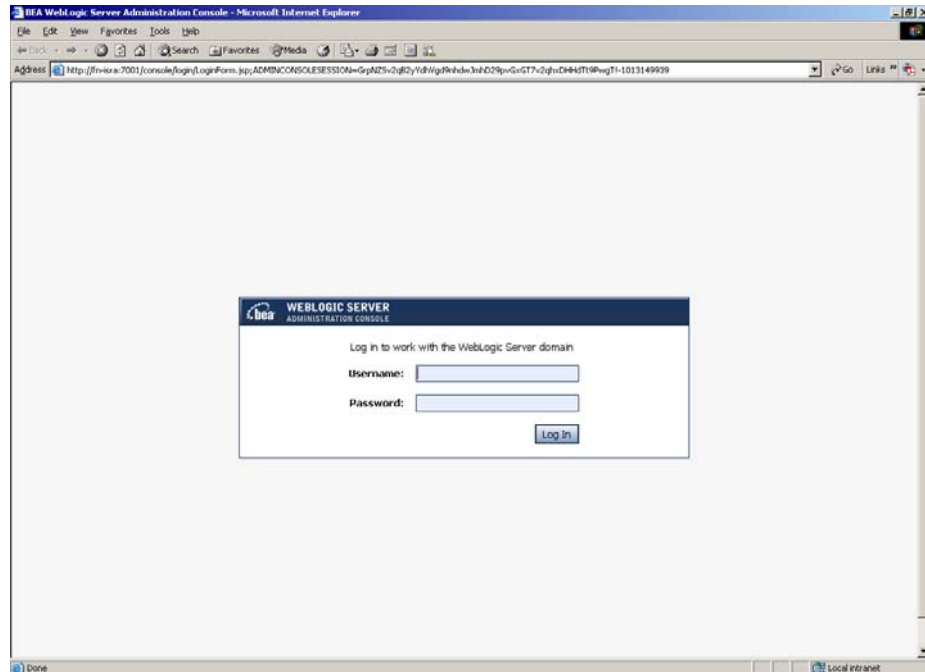 BEA WebLogic Server Administration Console - Microsoft Internet Explorer
File Edit View Favorites Tools Help
Back Search Favorites Media
Address Go Links »
bea WEBLOGIC SERVER
ADMINISTRATION CONSOLE
Log in to work with the WebLogic Server domain
Username:
Password:
Log In
Done Local intranet